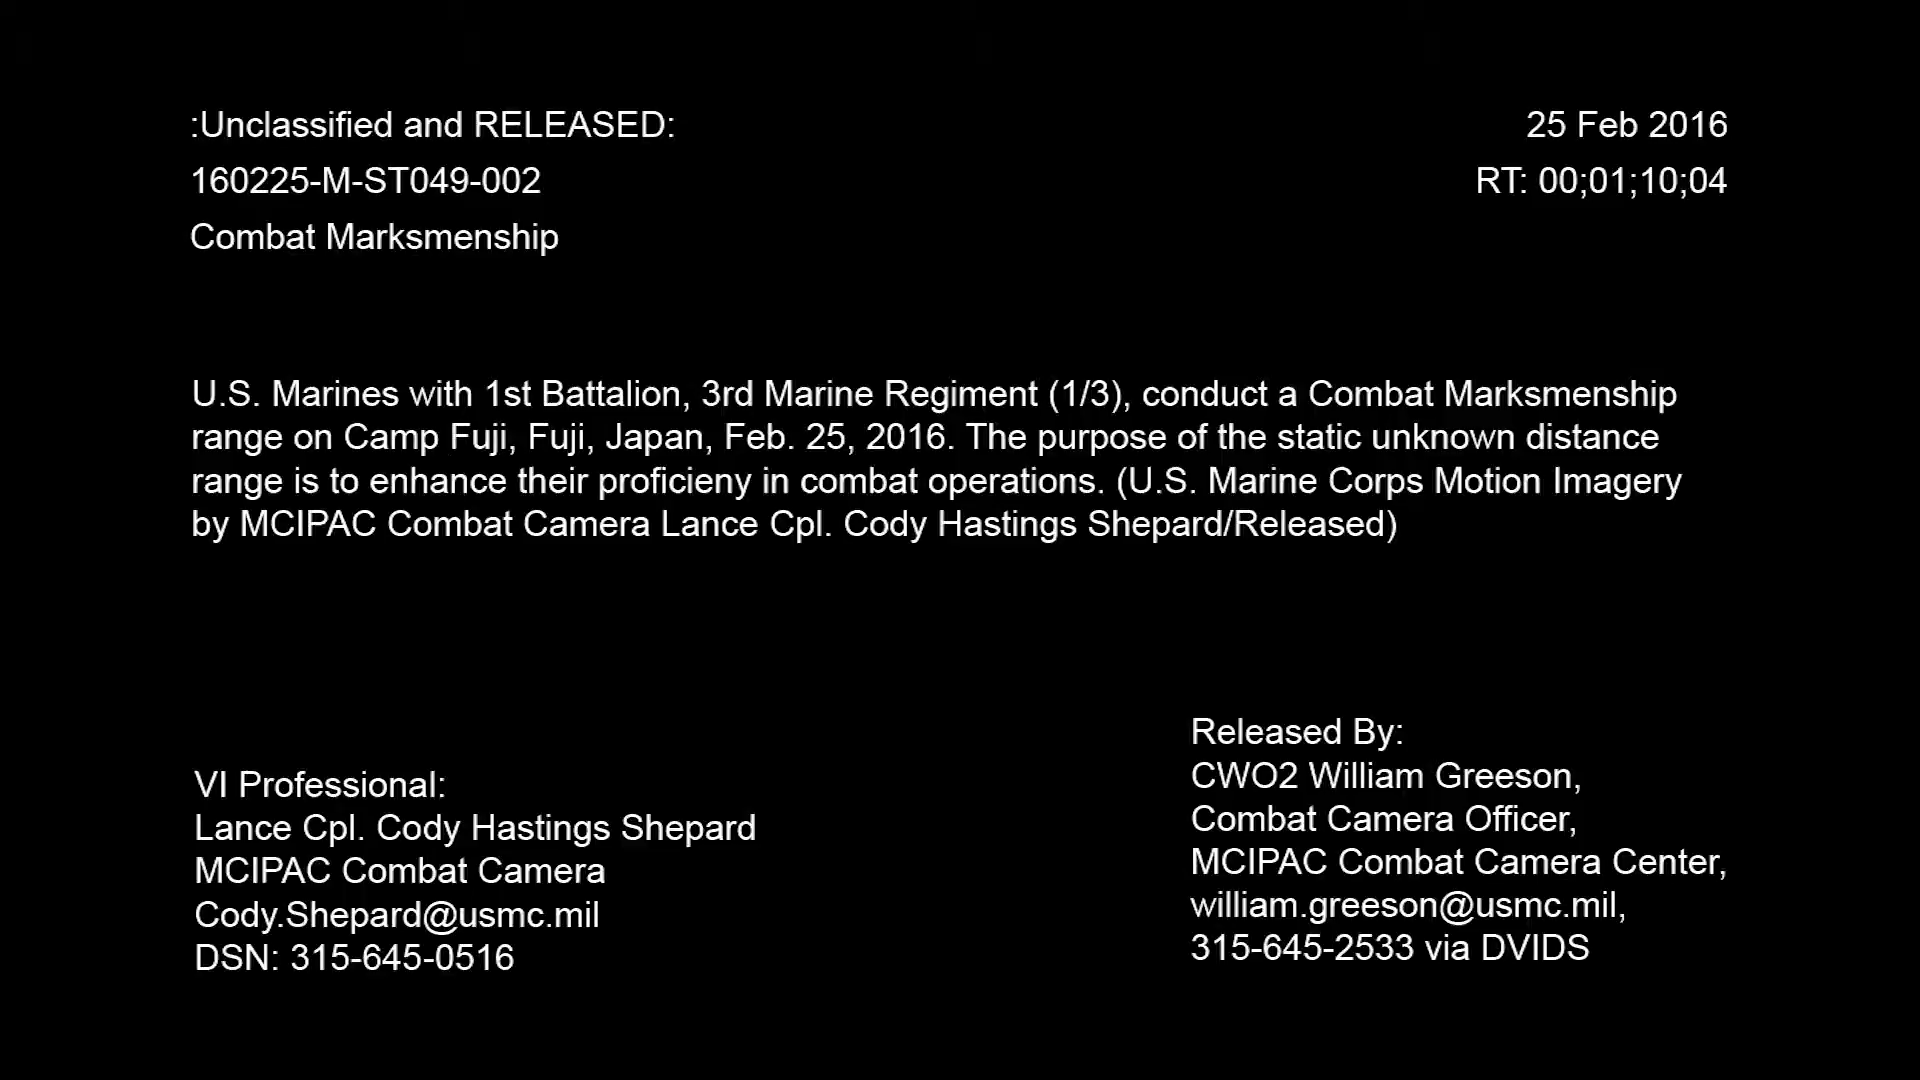 :Unclassified and RELEASED:
160225-M-ST049-002
Combat Marksmenship
25 Feb 2016
RT: 00;01;10;04
U.S. Marines with 1st Battalion, 3rd Marine Regiment (1/3), conduct a Combat Marksmenship
range on Camp Fuji, Fuji, Japan, Feb. 25, 2016. The purpose of the static unknown distance
range is to enhance their proficieny in combat operations. (U.S. Marine Corps Motion Imagery
by MCIPAC Combat Camera Lance Cpl. Cody Hastings Shepard/Released)
VI Professional:
Lance Cpl. Cody Hastings Shepard
MCIPAC Combat Camera
Cody.Shepard@usmc.mil
DSN: 315-645-0516
Released By:
CWO2 William Greeson,
Combat Camera Officer,
MCIPAC Combat Camera Center,
william.greeson@usmc.mil,
315-645-2533 via DVIDS